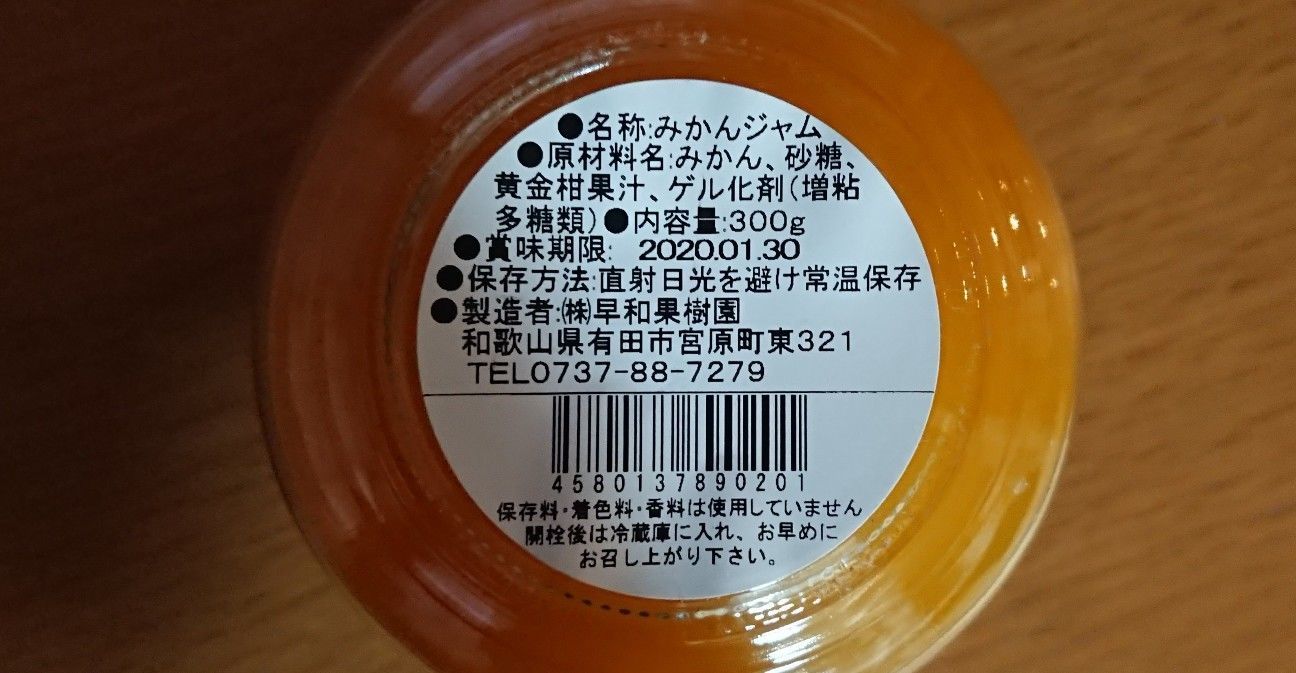 ●名称:みかんジャム
●原材料名:みかん、砂糖、
黄金柑果汁、ゲル化剤(増粘
多糖類)●内容量:300g
●賞味期限: 2020.01.30
●保存方法:直射日光を避け常温保存
●製造者:㈱早和果樹園
和歌山県有田市宮原町東321
TEL0737-88-7279
4580137890201
保存料・着色料・香料は使用していません
開栓後は冷蔵庫に入れ、お早めに
お召し上がり下さい。